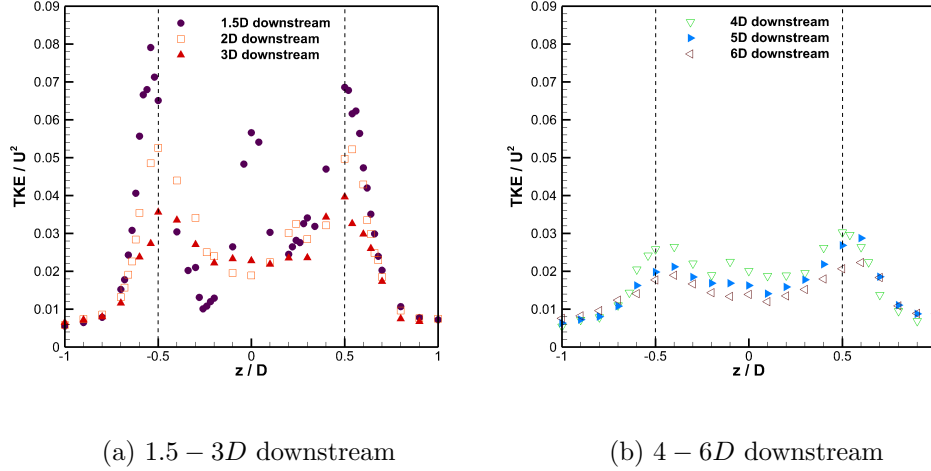 0.09
0.08
0.07
0.06
0.05
0.04
0.03
0.02
0.01
0
TKE / U²
1.5D downstream
2D downstream
3D downstream
-1
-0.5
0
0.5
1
z / D
(a) 1.5 − 3D downstream
0.09
0.08
0.07
0.06
0.05
0.04
0.03
0.02
0.01
0
TKE / U²
4D downstream
5D downstream
6D downstream
-1
-0.5
0
0.5
z / D
(b) 4 − 6D downstream